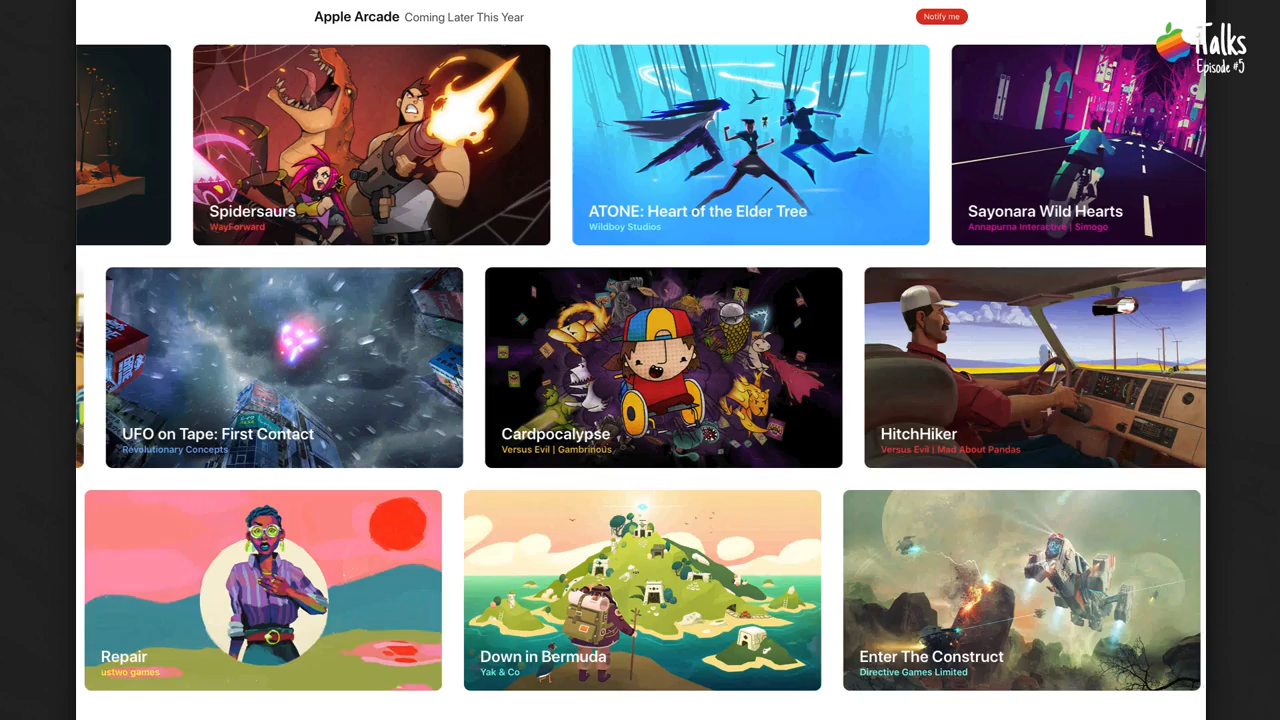 Apple Arcade Coming Later This Year
Notify me
iTalks
Episode #5
Spidersaurs
WayForward
ATONE: Heart of the Elder Tree
Wildboy Studios
Sayonara Wild Hearts
Annapurna Interactive | Simogo
UFO on Tape: First Contact
Revolutionary Concepts
Cardpocalypse
Versus Evil | Gambrinous
HitchHiker
Versus Evil | Mad About Pandas
Repair
ustwo games
Down in Bermuda
Yak & Co
Enter The Construct
Directive Games Limited